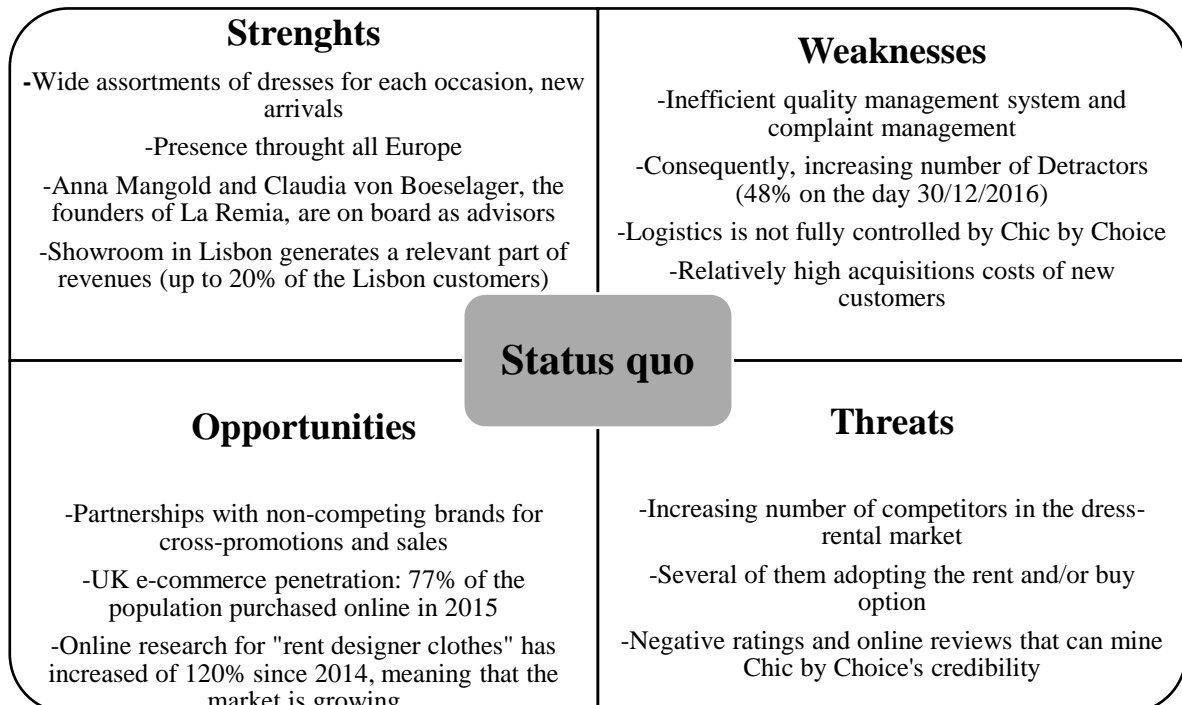 Strenghts
-Wide assortments of dresses for each occasion, new
arrivals
-Presence throught all Europe
-Anna Mangold and Claudia von Boeselager, the
founders of La Remia, are on board as advisors
-Showroom in Lisbon generates a relevant part of
revenues (up to 20% of the Lisbon customers)
Weaknesses
-Inefficient quality management system and
complaint management
-Consequently, increasing number of Detractors
(48% on the day 30/12/2016)
-Logistics is not fully controlled by Chic by Choice
-Relatively high acquisitions costs of new
customers
Status quo
Opportunities
-Partnerships with non-competing brands for
cross-promotions and sales
-UK e-commerce penetration: 77% of the
population purchased online in 2015
-Online research for "rent designer clothes" has
increased of 120% since 2014, meaning that the
market is growing
Threats
-Increasing number of competitors in the dress-
rental market
-Several of them adopting the rent and/or buy
option
-Negative ratings and online reviews that can mine
Chic by Choice's credibility